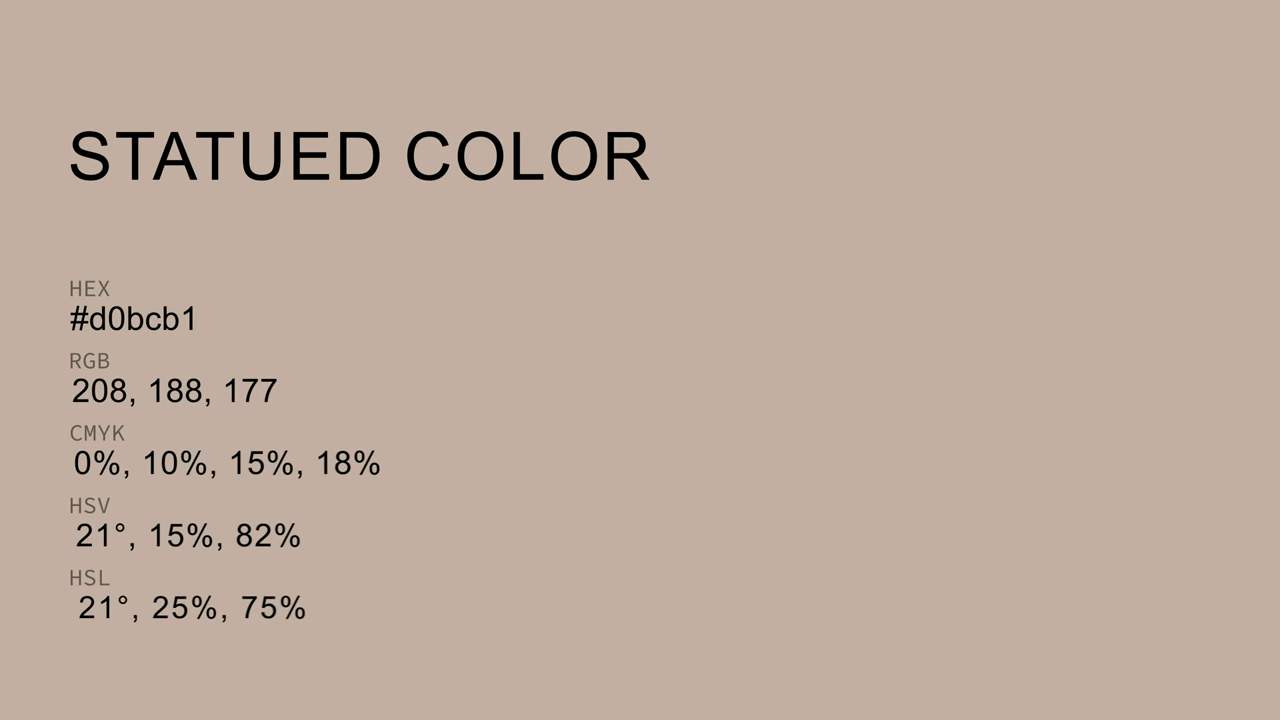 STATUED COLOR
HEX
#d0bcb1
RGB
208, 188, 177
CMYK
0%, 10%, 15%, 18%
HSV
21°, 15%, 82%
HSL
21°, 25%, 75%